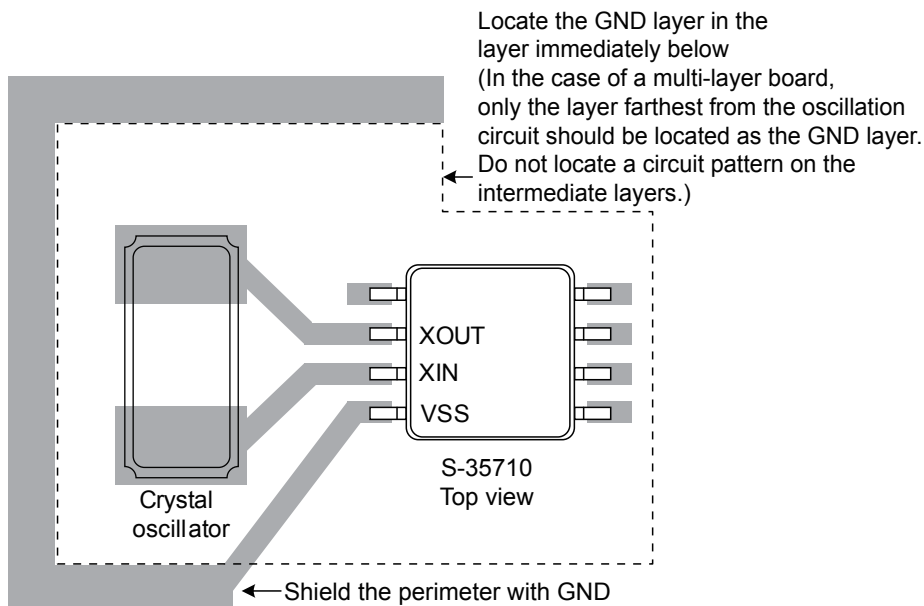 Locate the GND layer in the
layer immediately below
(In the case of a multi-layer board,
only the layer farthest from the oscillation
circuit should be located as the GND layer.
Do not locate a circuit pattern on the
intermediate layers.)
XOUT
XIN
VSS
S-35710
Top view
Crystal
oscillator
Shield the perimeter with GND